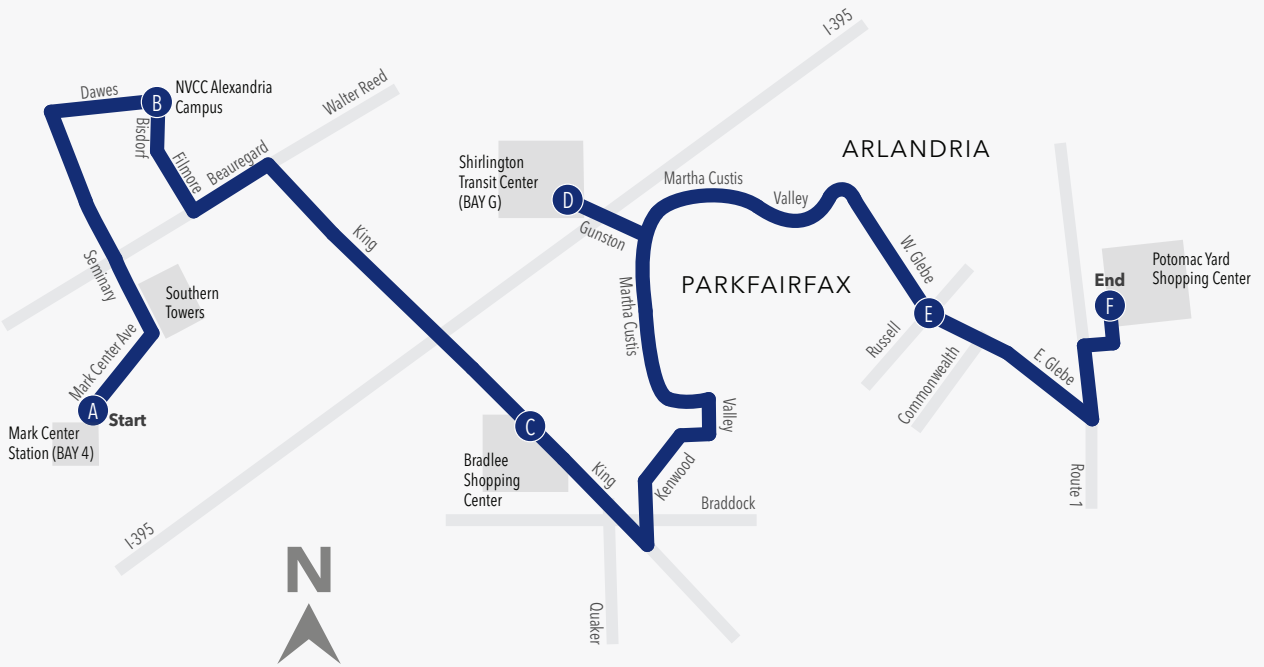 I-395
Dawes
B
NVCC Alexandria
Campus
Walter Reed
Bisdorf
Filmore
Beauregard
ARLANDRIA
Shirlington
Transit Center
(BAY G)
D
Martha Custis
Valley
Gunston
King
W. Glebe
Seminary
Southern
Towers
PARKFAIRFAX
Martha Custis
Potomac Yard
Shopping Center
End
F
E
Russell
Mark Center Ave
Commonwealth
E. Glebe
A
Start
Mark Center
Station (BAY 4)
C
Valley
Bradlee
Shopping
Center
King
Kenwood
Braddock
Route 1
I-395
N
Quaker